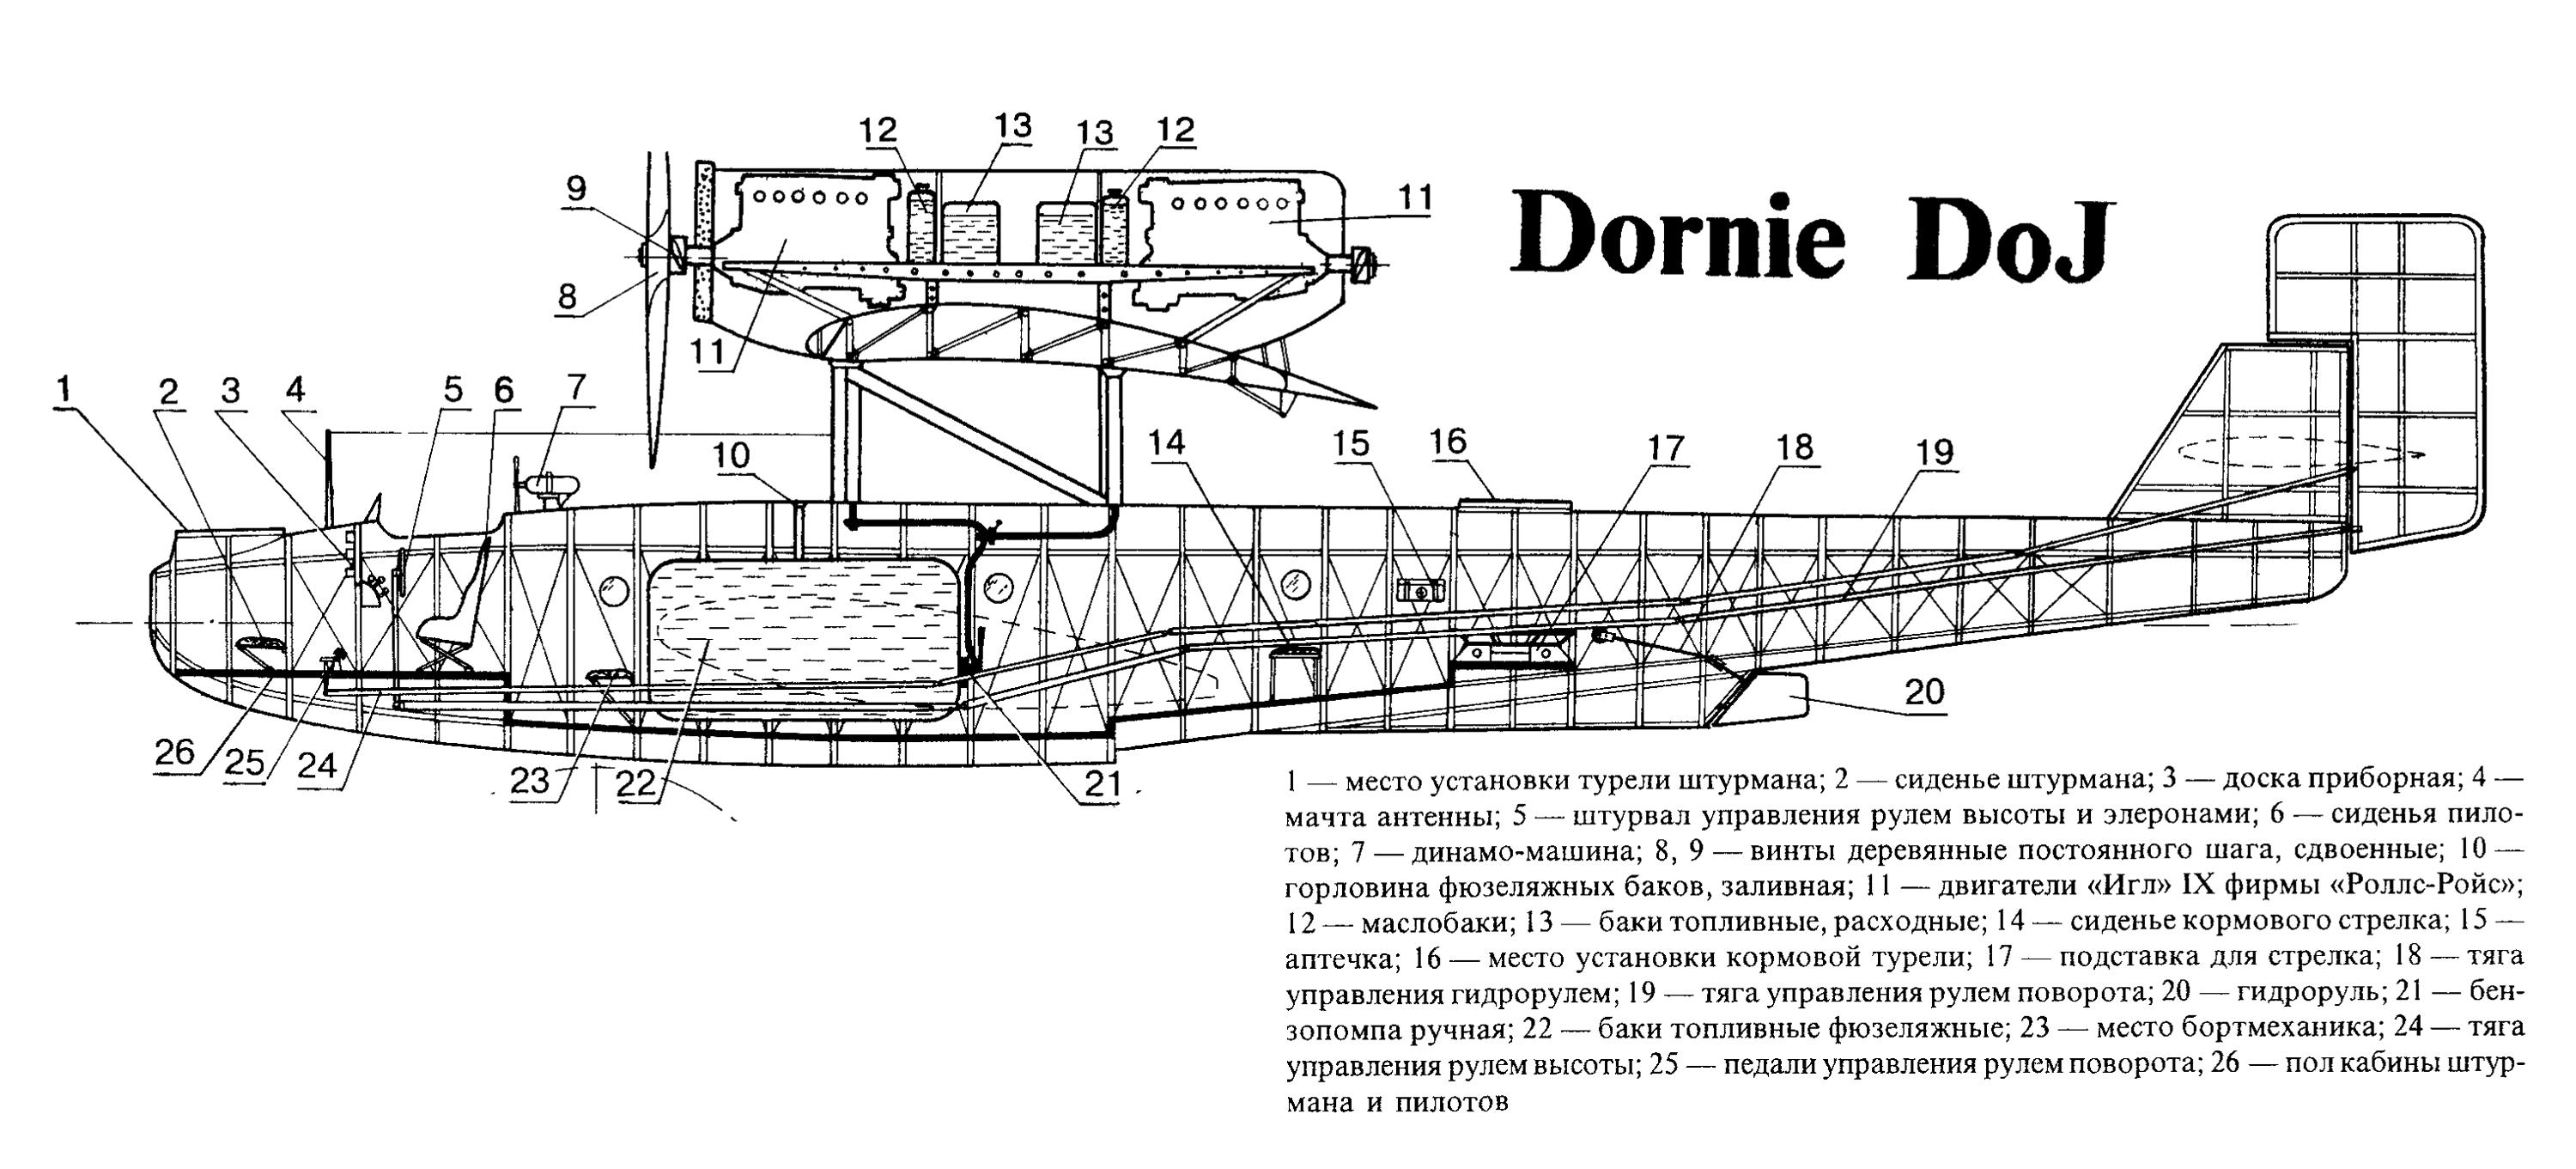 12
13
13
12
9
11
Dornie DoJ
8
11
1
2
3
4
5
6
7
10
14
15
16
17
18
19
20
26
25
24
23
22
21
1 — место установки турели штурмана; 2 — сиденье штурмана; 3 — доска приборная; 4 —
мачта антенны; 5 — штурвал управления рулем высоты и элеронами; 6 — сиденья пило-
тов; 7 — динамо-машина; 8, 9 — винты деревянные постоянного шага, сдвоенные; 10 —
горловина фюзеляжных баков, заливная; 11 — двигатели «Игл» IX фирмы «Роллс-Ройс»;
12 — маслобаки; 13 — баки топливные, расходные; 14 — сиденье кормового стрелка; 15 —
аптечка; 16 — место установки кормовой турели; 17 — подставка для стрелка; 18 — тяга
управления гидрорулем; 19 — тяга управления рулем поворота; 20 — гидроруль; 21 — бен-
зопомпа ручная; 22 — баки топливные фюзеляжные; 23 — место бортмеханика; 24 — тяга
управления рулем высоты; 25 — педали управления рулем поворота; 26 — пол кабины штур-
мана и пилотов